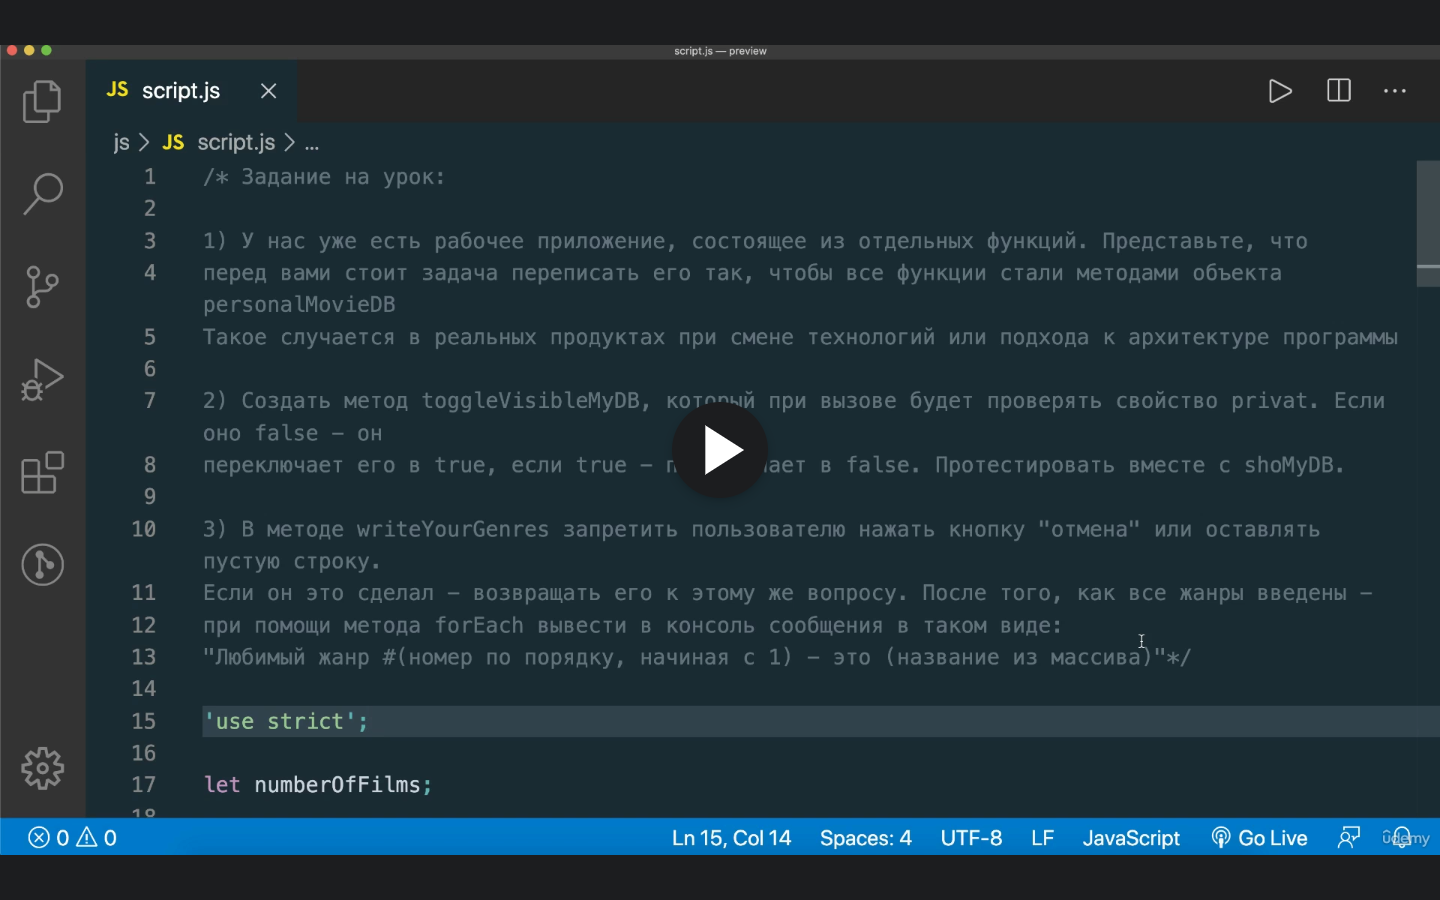 script.js — preview
JS script.js
js > JS script.js > ...
1 /* Задание на урок:
2
3 1) У нас уже есть рабочее приложение, состоящее из отдельных функций. Представьте, что
4 перед вами стоит задача переписать его так, чтобы все функции стали методами объекта
personalMovieDB
5 Такое случается в реальных продуктах при смене технологий или подхода к архитектуре программы
6
7 2) Создать метод toggleVisibleMyDB, который при вызове будет проверять свойство privat. Если
оно false – он
8 переключает его в true, если true – в false. Протестировать вместе с shoMyDB.
9
10 3) В методе writeYourGenres запретить пользователю нажать кнопку "отмена" или оставлять
пустую строку.
11 Если он это сделал – возвращать его к этому же вопросу. После того, как все жанры введены –
12 при помощи метода forEach вывести в консоль сообщения в таком виде:
13 "Любимый жанр #(номер по порядку, начиная с 1) – это (название из массива)"*/
14
15 'use strict';
16
17 let numberOfFilms;
18
0 0 Ln 15, Col 14 Spaces: 4 UTF-8 LF JavaScript Go Live ûdemy